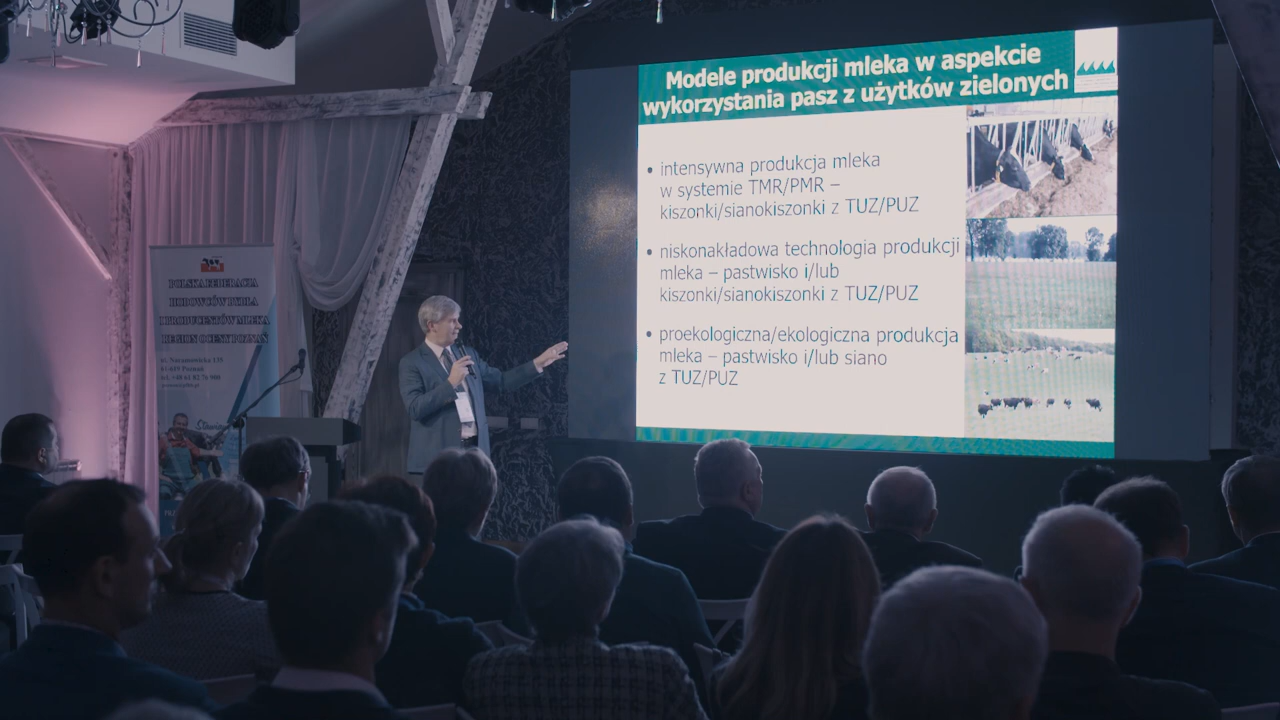 Modele produkcji mleka w aspekcie
wykorzystania pasz z użytków zielonych
• intensywna produkcja mleka
w systemie TMR/PMR –
kiszonki/sianokiszonki z TUZ/PUZ
• niskonakładowa technologia produkcji
mleka – pastwisko i/lub
kiszonki/sianokiszonki z TUZ/PUZ
• proekologiczna/ekologiczna produkcja
mleka – pastwisko i/lub siano
z TUZ/PUZ
POLSKA FEDERACJA
HODOWCÓW BYDŁA
I PRODUCENTÓW MLEKA
REGION OCENY POZNAŃ
61-619 Poznań